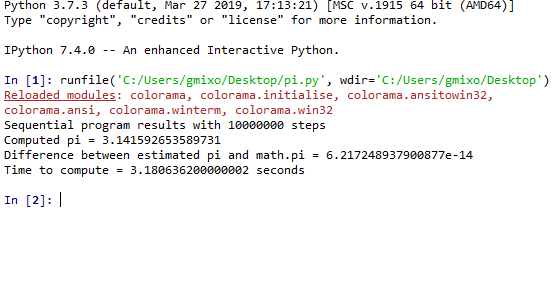 Python 3.7.3 (default, Mar 27 2019, 17:13:21) [MSC v.1915 64 bit (AMD64)]
Type "copyright", "credits" or "license" for more information.
IPython 7.4.0 -- An enhanced Interactive Python.
In [1]: runfile('C:/Users/gmixo/Desktop/pi.py', wdir='C:/Users/gmixo/Desktop')
Reloaded modules: colorama, colorama.initialise, colorama.ansitowin32,
colorama.ansi, colorama.winterm, colorama.win32
Sequential program results with 10000000 steps
Computed pi = 3.141592653589731
Difference between estimated pi and math.pi = 6.217248937900877e-14
Time to compute = 3.180636200000002 seconds
In [2]: